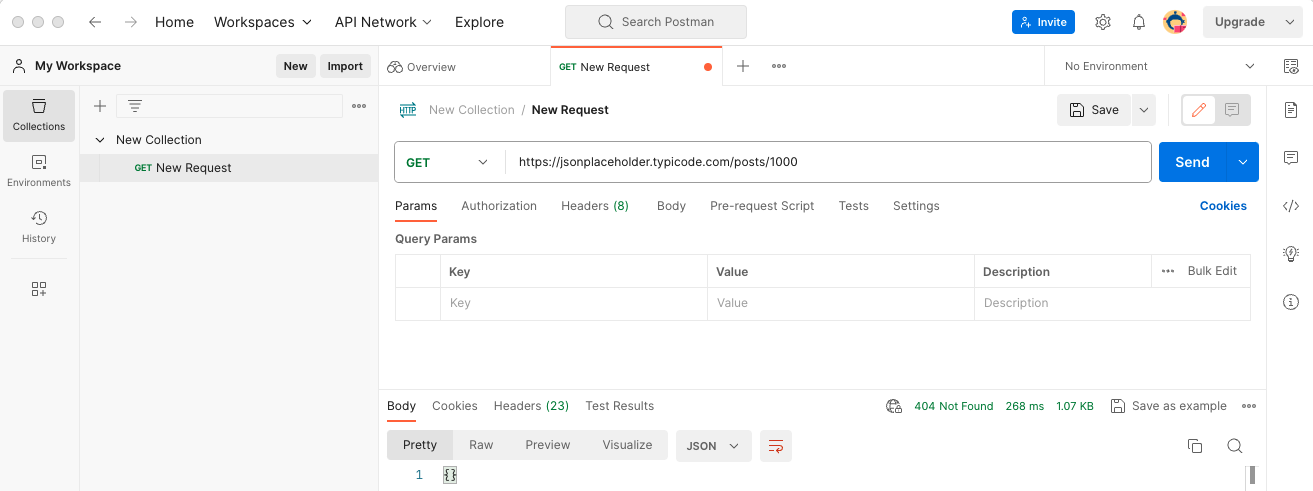 Home Workspaces API Network Explore Search Postman Invite Upgrade
My Workspace New Import Overview GET New Request No Environment
Collections
Environments
History
New Collection
GET New Request
New Collection / New Request Save
GET https://jsonplaceholder.typicode.com/posts/1000 Send
Params Authorization Headers (8) Body Pre-request Script Tests Settings Cookies
Query Params
Key Value Description Bulk Edit
Key Value Description
Body Cookies Headers (23) Test Results 404 Not Found 268 ms 1.07 KB Save as example
Pretty Raw Preview Visualize JSON
1 {}
HTTP